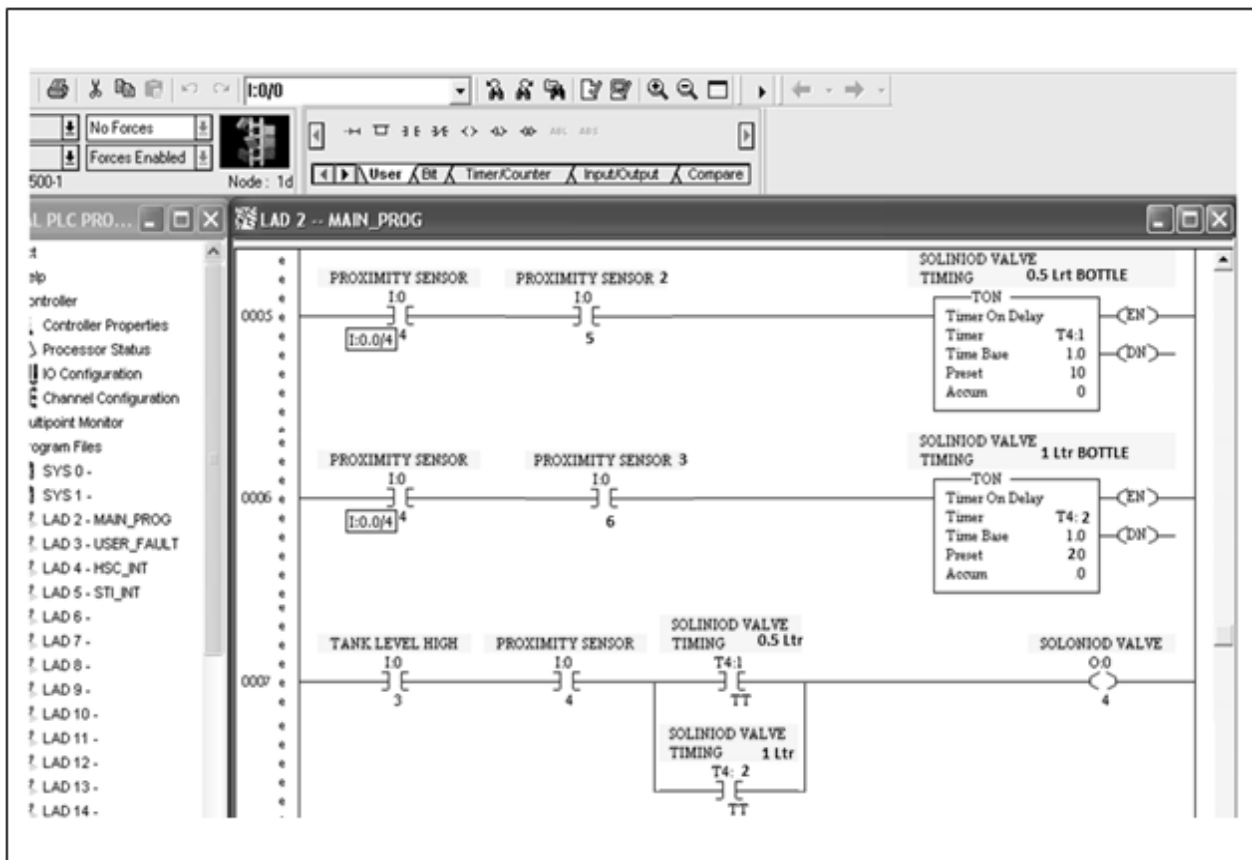 I:0/0
No Forces
Forces Enabled
500-1
Node : 1d
User Bit Timer/Counter Input/Output Compare
AL PLC PRO...
LAD 2 -- MAIN_PROG
Controller Properties
Processor Status
IO Configuration
Channel Configuration
ultipoint Monitor
rogram Files
SYS 0 -
SYS 1 -
LAD 2 - MAIN_PROG
LAD 3 - USER_FAULT
LAD 4 - HSC_INT
LAD 5 - STI_INT
LAD 6 -
LAD 7 -
LAD 8 -
LAD 9 -
LAD 10 -
LAD 11 -
LAD 12 -
LAD 13 -
LAD 14 -
PROXIMITY SENSOR PROXIMITY SENSOR 2
I:0 I:0
0005
4 5
I:0.0/4
SOLINIOD VALVE
TIMING 0.5 Lrt BOTTLE
TON
Timer On Delay (EN)
Timer T4:1
Time Base 1.0 (DN)
Preset 10
Accum 0
PROXIMITY SENSOR PROXIMITY SENSOR 3
I:0 I:0
0006
4 6
I:0.0/4
SOLINIOD VALVE
TIMING 1 Ltr BOTTLE
TON
Timer On Delay (EN)
Timer T4: 2
Time Base 1.0 (DN)
Preset 20
Accum 0
SOLINIOD VALVE
TANK LEVEL HIGH PROXIMITY SENSOR TIMING 0.5 Ltr SOLONIOD VALVE
I:0 I:0 T4:1 O:0
0007
3 4 TT 4
SOLINIOD VALVE
TIMING 1 Ltr
T4: 2
TT